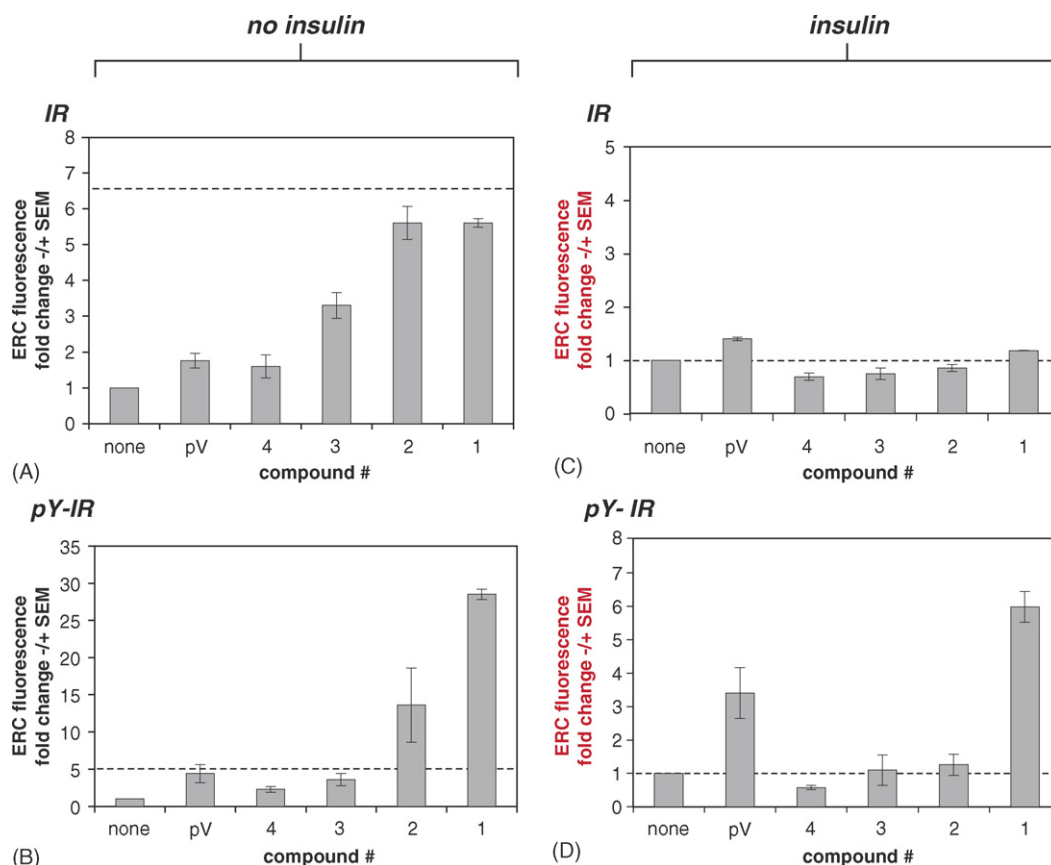 no insulin
insulin
IR
8
7
6
5
4
3
2
1
0
ERC fluorescence
fold change -/+ SEM
none pV 4 3 2 1
compound #
(A)
IR
5
4
3
2
1
0
ERC fluorescence
fold change -/+ SEM
none pV 4 3 2 1
compound #
(C)
pY-IR
35
30
25
20
15
10
5
0
ERC fluorescence
fold change -/+ SEM
none pV 4 3 2 1
compound #
(B)
pY- IR
8
7
6
5
4
3
2
1
0
ERC fluorescence
fold change -/+ SEM
none pV 4 3 2 1
compound #
(D)